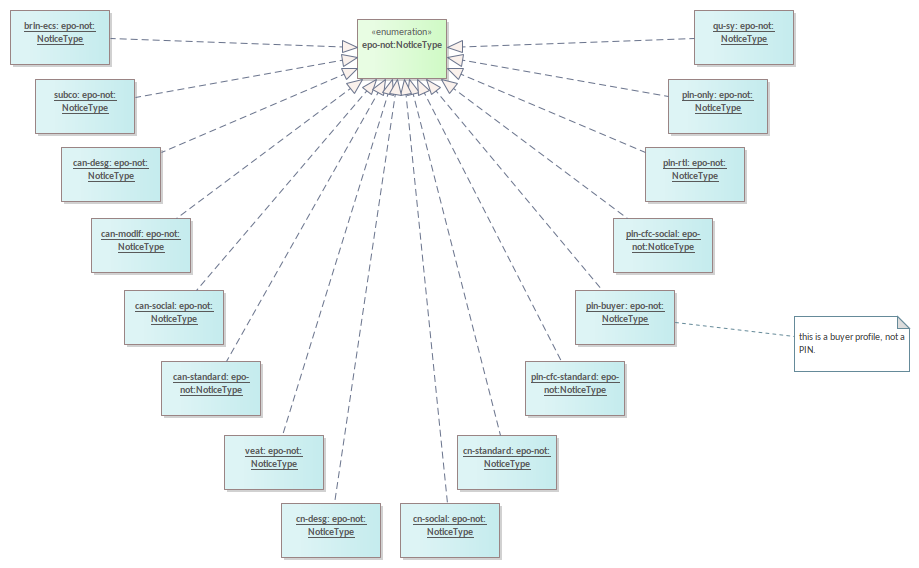 brin-ecs: epo-not:
NoticeType
«enumeration»
epo-not:NoticeType
qu-sy: epo-not:
NoticeType
subco: epo-not:
NoticeType
pin-only: epo-not:
NoticeType
can-desg: epo-not:
NoticeType
pin-rtl: epo-not:
NoticeType
can-modif: epo-not:
NoticeType
pin-cfc-social: epo-
not:NoticeType
can-social: epo-not:
NoticeType
pin-buyer: epo-not:
NoticeType
this is a buyer profile, not a
PIN.
can-standard: epo-
not:NoticeType
pin-cfc-standard: epo-
not:NoticeType
veat: epo-not:
NoticeType
cn-standard: epo-not:
NoticeType
cn-desg: epo-not:
NoticeType
cn-social: epo-not:
NoticeType